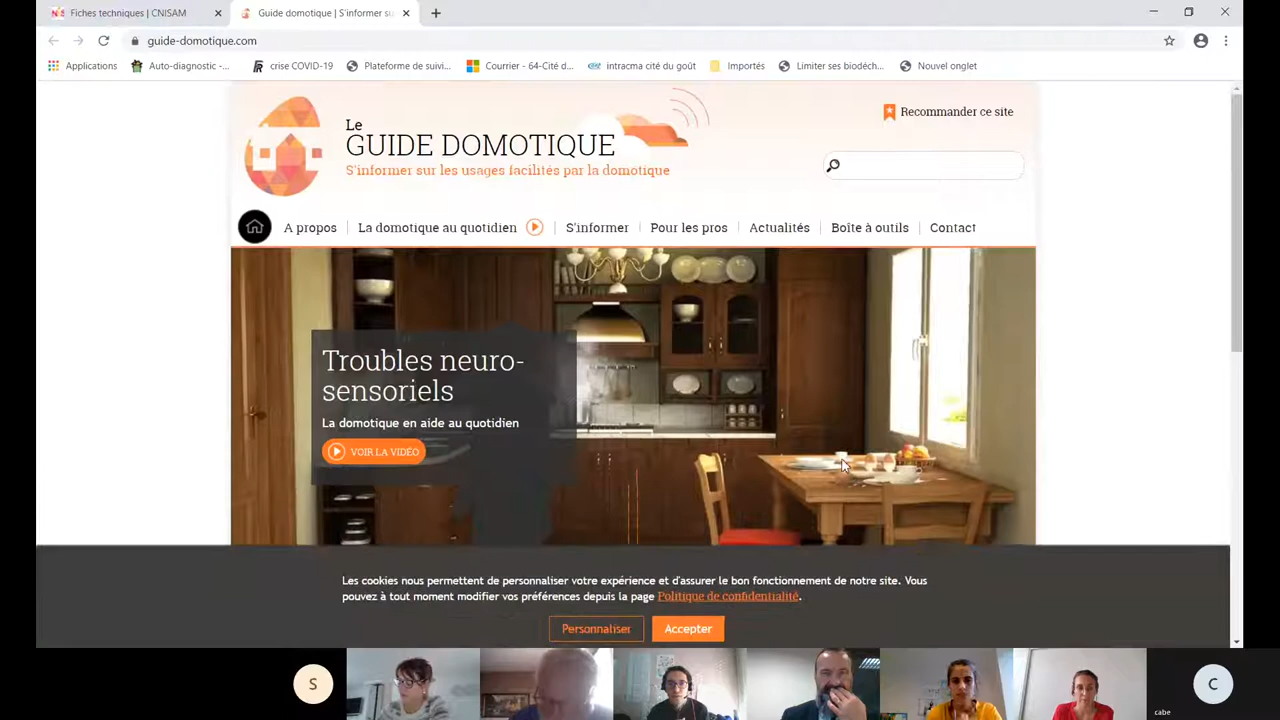 Fiches techniques | CNISAM
Guide domotique | S'informer su
guide-domotique.com
Applications
Auto-diagnostic -...
crise COVID-19
Plateforme de suivi...
Courrier - 64-Cité d...
intracma cité du goût
Importés
Limiter ses biodéch...
Nouvel onglet
Le
GUIDE DOMOTIQUE
S'informer sur les usages facilités par la domotique
Recommander ce site
A propos
La domotique au quotidien
S'informer
Pour les pros
Actualités
Boîte à outils
Contact
Troubles neuro-
sensoriels
La domotique en aide au quotidien
VOIR LA VIDÉO
Les cookies nous permettent de personnaliser votre expérience et d'assurer le bon fonctionnement de notre site. Vous
pouvez à tout moment modifier vos préférences depuis la page Politique de confidentialité.
Personnaliser
Accepter
S
C
cabe